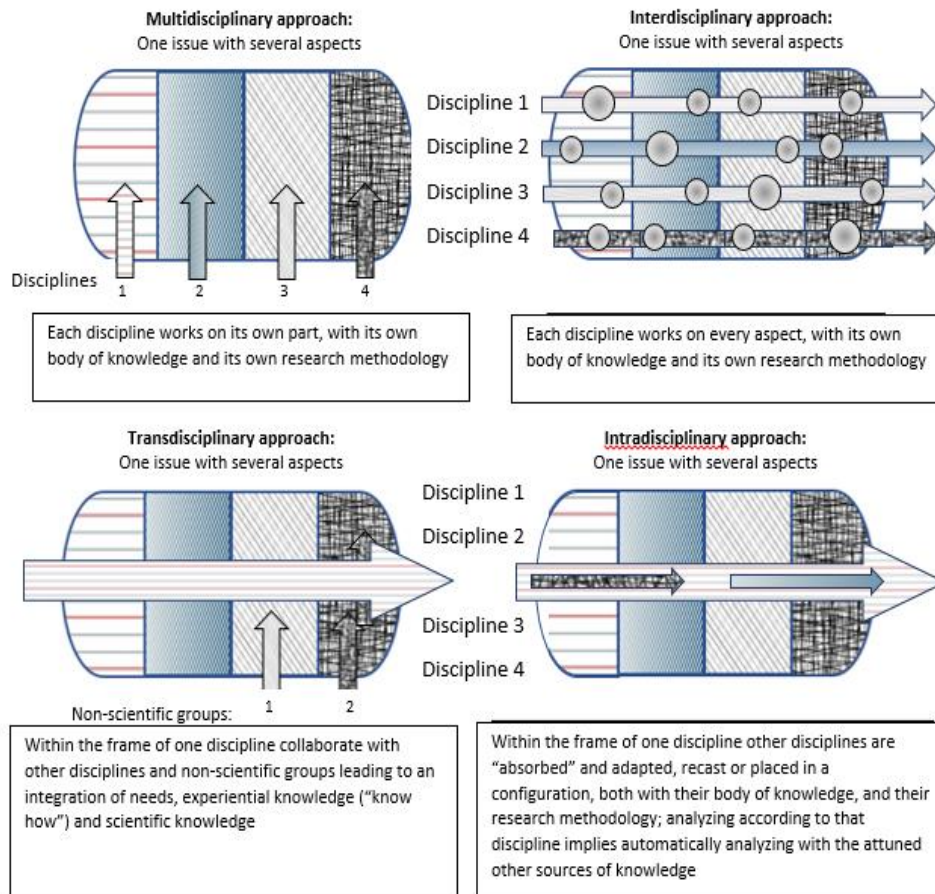 Multidisciplinary approach:
One issue with several aspects
Disciplines
1
2
3
4
Each discipline works on its own part, with its own
body of knowledge and its own research methodology
Interdisciplinary approach:
One issue with several aspects
Discipline 1
Discipline 2
Discipline 3
Discipline 4
Each discipline works on every aspect, with its own
body of knowledge and its own research methodology
Transdisciplinary approach:
One issue with several aspects
Non-scientific groups:
1
2
Within the frame of one discipline collaborate with
other disciplines and non-scientific groups leading to an
integration of needs, experiential knowledge (“know
how”) and scientific knowledge
Intradisciplinary approach:
One issue with several aspects
Discipline 1
Discipline 2
Discipline 3
Discipline 4
Within the frame of one discipline other disciplines are
“absorbed” and adapted, recast or placed in a
configuration, both with their body of knowledge, and their
research methodology; analyzing according to that
discipline implies automatically analyzing with the attuned
other sources of knowledge